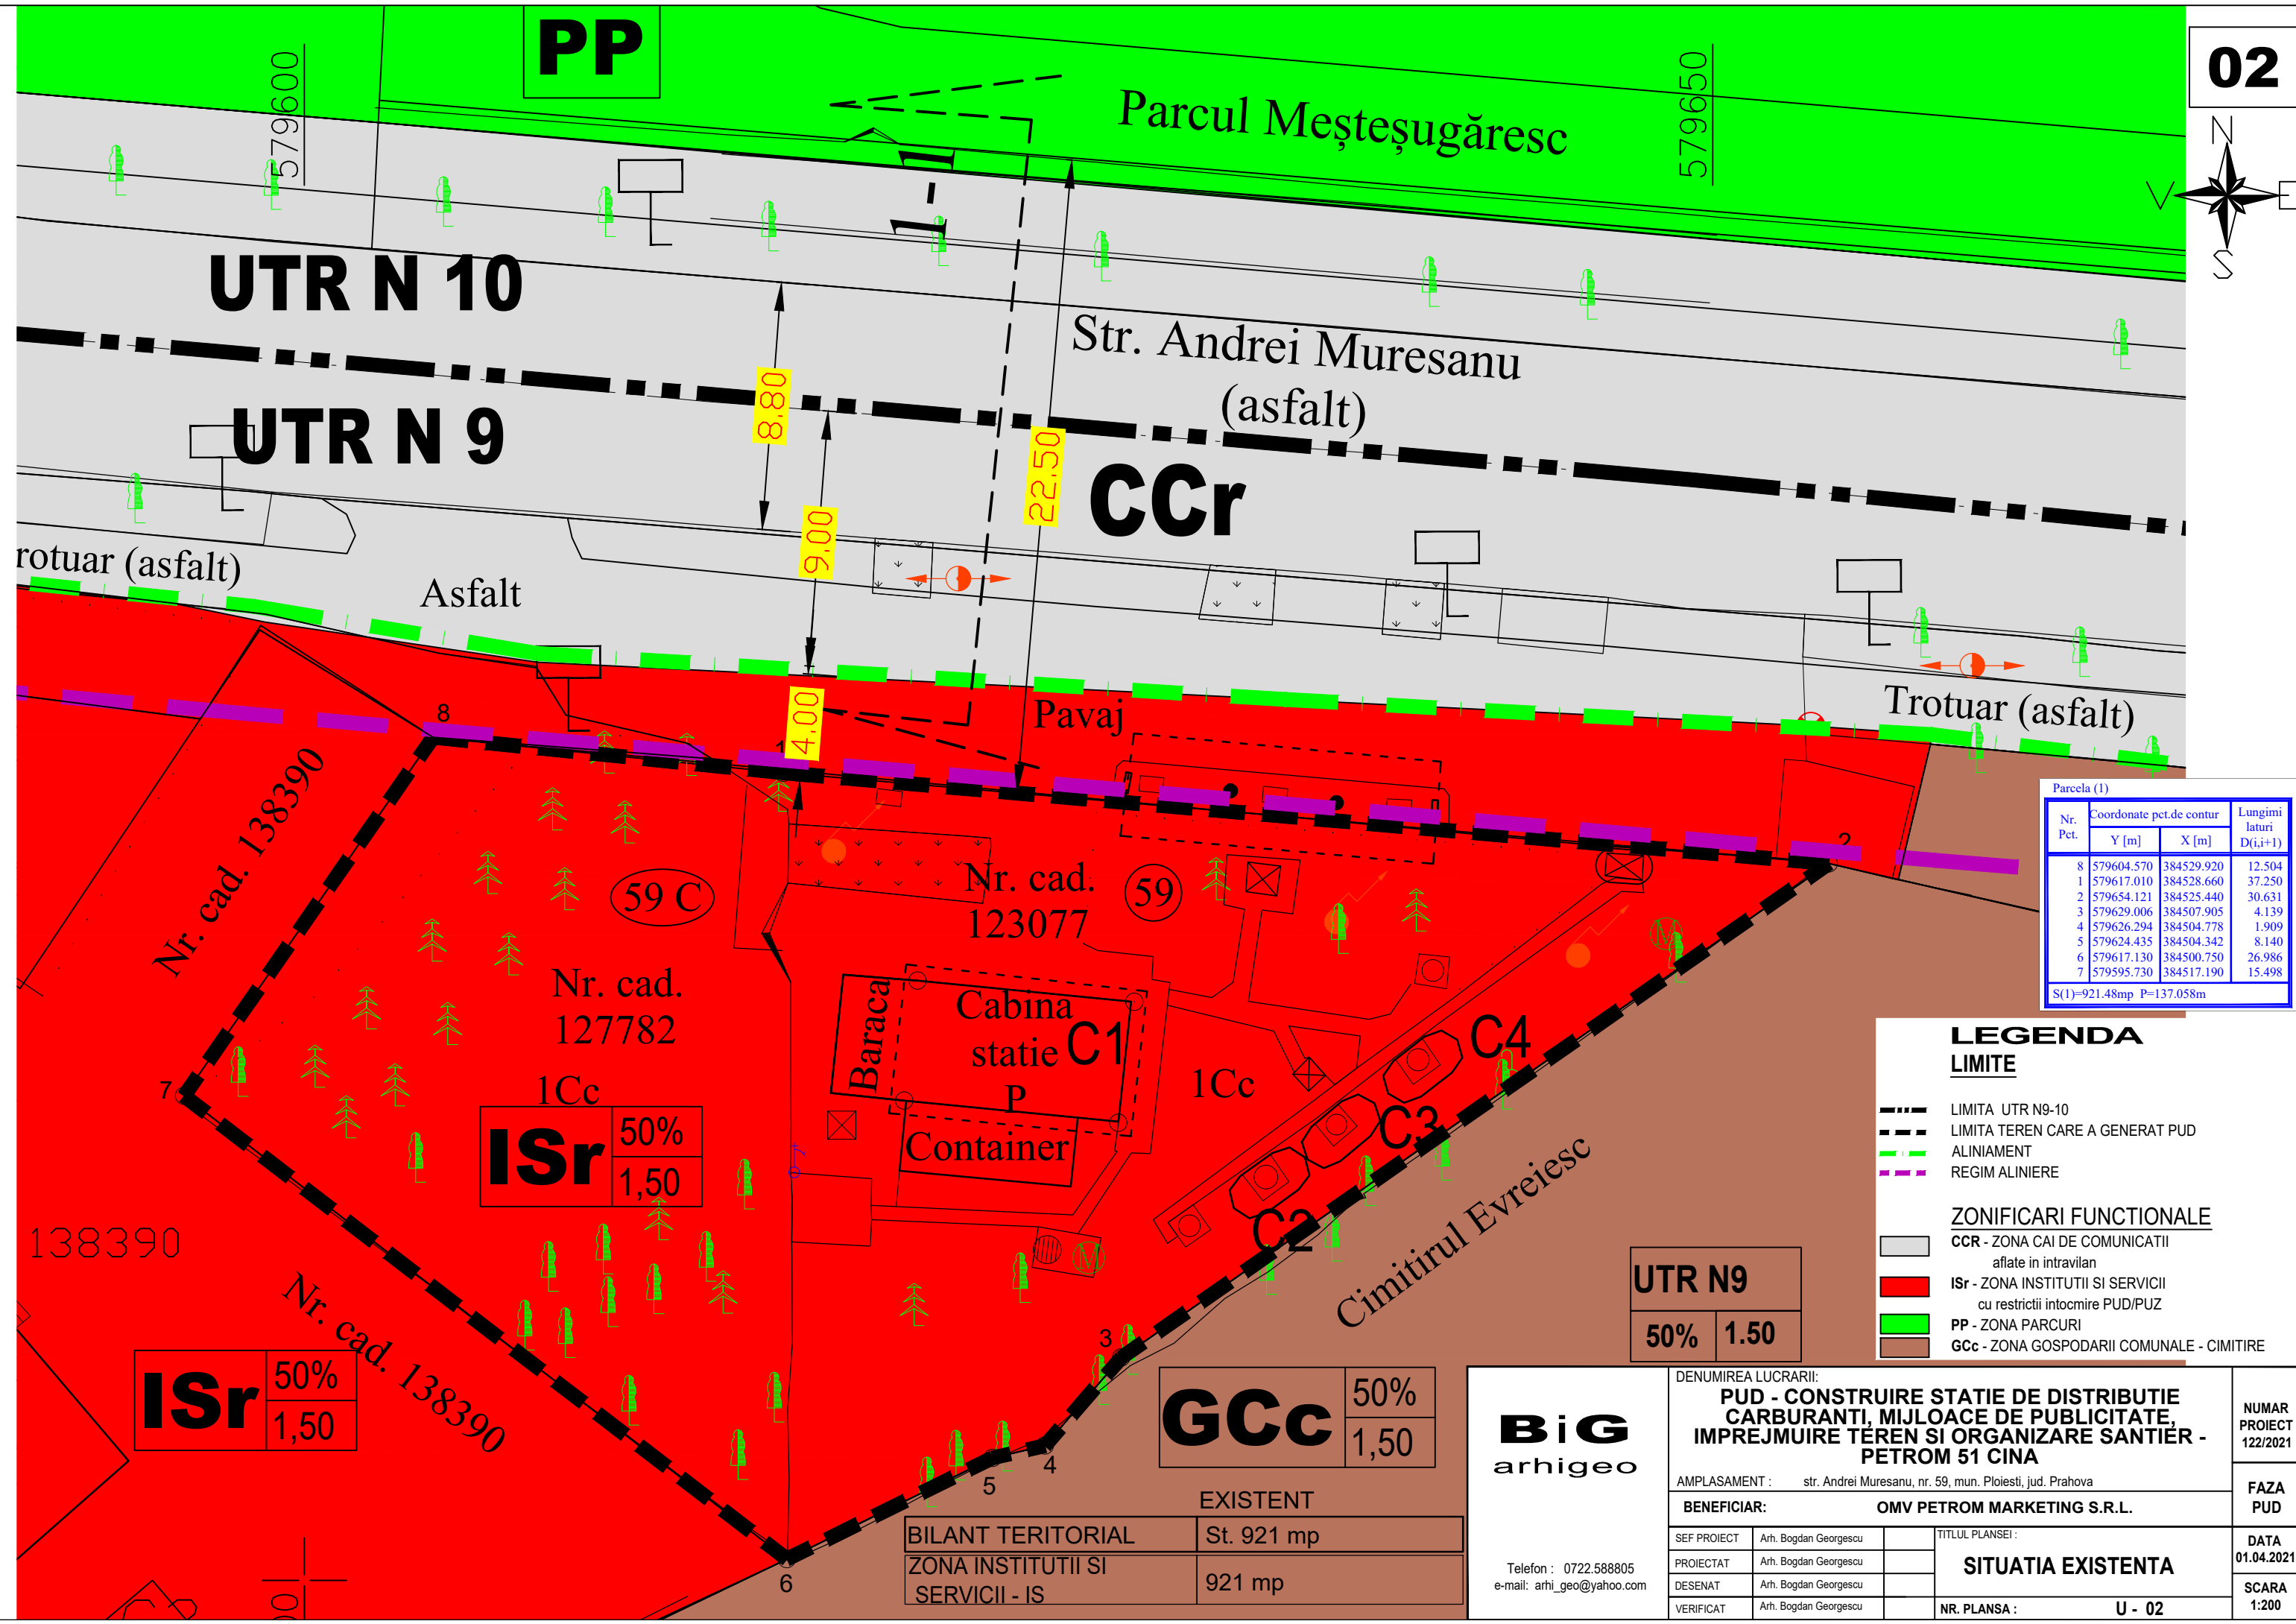 PP
02
579600
579650
Parcul Meșteșugăresc
N
V
E
S
1
1
UTR N 10
Str. Andrei Muresanu
(asfalt)
8.80
UTR N 9
22.50
CCr
9.00
rotuar (asfalt)
Asfalt
Trotuar (asfalt)
4.00
Pavaj
8
1
2
Nr. cad. 138390
59 C
Nr. cad.
123077
59
Nr. cad.
127782
1Cc
Baraca
Cabina
statie
P
C1
Container
1Cc
C4
C3
C2
M
M
7
ISr
50%
1,50
138390
Nr. cad. 138390
ISr
50%
1,50
Cimitirul Evreiesc
UTR N9
50%
1.50
3
4
5
6
GCc
50%
1,50
EXISTENT
BILANT TERITORIAL
St. 921 mp
ZONA INSTITUTII SI
SERVICII - IS
921 mp
Parcela (1)
Nr. Pct.
Coordonate pct.de contur
Lungimi laturi D(i,i+1)
Y [m]
X [m]
8 579604.570 384529.920 12.504
1 579617.010 384528.660 37.250
2 579654.121 384525.440 30.631
3 579629.006 384507.905 4.139
4 579626.294 384504.778 1.909
5 579624.435 384504.342 8.140
6 579617.130 384500.750 26.986
7 579595.730 384517.190 15.498
S(1)=921.48mp P=137.058m
LEGENDA
LIMITE
LIMITA UTR N9-10
LIMITA TEREN CARE A GENERAT PUD
ALINIAMENT
REGIM ALINIERE
ZONIFICARI FUNCTIONALE
CCR - ZONA CAI DE COMUNICATII
aflate in intravilan
ISr - ZONA INSTITUTII SI SERVICII
cu restrictii intocmire PUD/PUZ
PP - ZONA PARCURI
GCc - ZONA GOSPODARII COMUNALE - CIMITIRE
BiG
arhigeo
Telefon : 0722.588805
e-mail: arhi_geo@yahoo.com
DENUMIREA LUCRARII:
PUD - CONSTRUIRE STATIE DE DISTRIBUTIE
CARBURANTI, MIJLOACE DE PUBLICITATE,
IMPREJMUIRE TEREN SI ORGANIZARE SANTIER -
PETROM 51 CINA
AMPLASAMENT : str. Andrei Muresanu, nr. 59, mun. Ploiesti, jud. Prahova
BENEFICIAR: OMV PETROM MARKETING S.R.L.
SEF PROIECT Arh. Bogdan Georgescu
PROIECTAT Arh. Bogdan Georgescu
DESENAT Arh. Bogdan Georgescu
VERIFICAT Arh. Bogdan Georgescu
TITLUL PLANSEI :
SITUATIA EXISTENTA
NR. PLANSA : U - 02
NUMAR
PROIECT
122/2021
FAZA
PUD
DATA
01.04.2021
SCARA
1:200